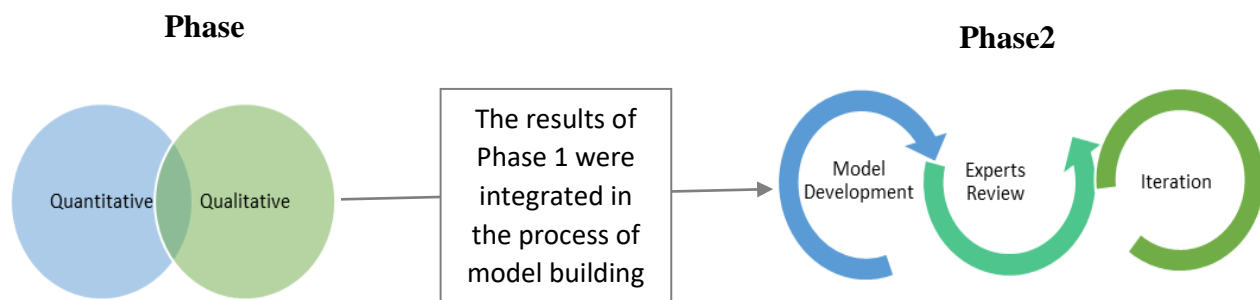 Phase
Phase2
Quantitative
Qualitative
The results of
Phase 1 were
integrated in
the process of
model building
Model
Development
Experts
Review
Iteration